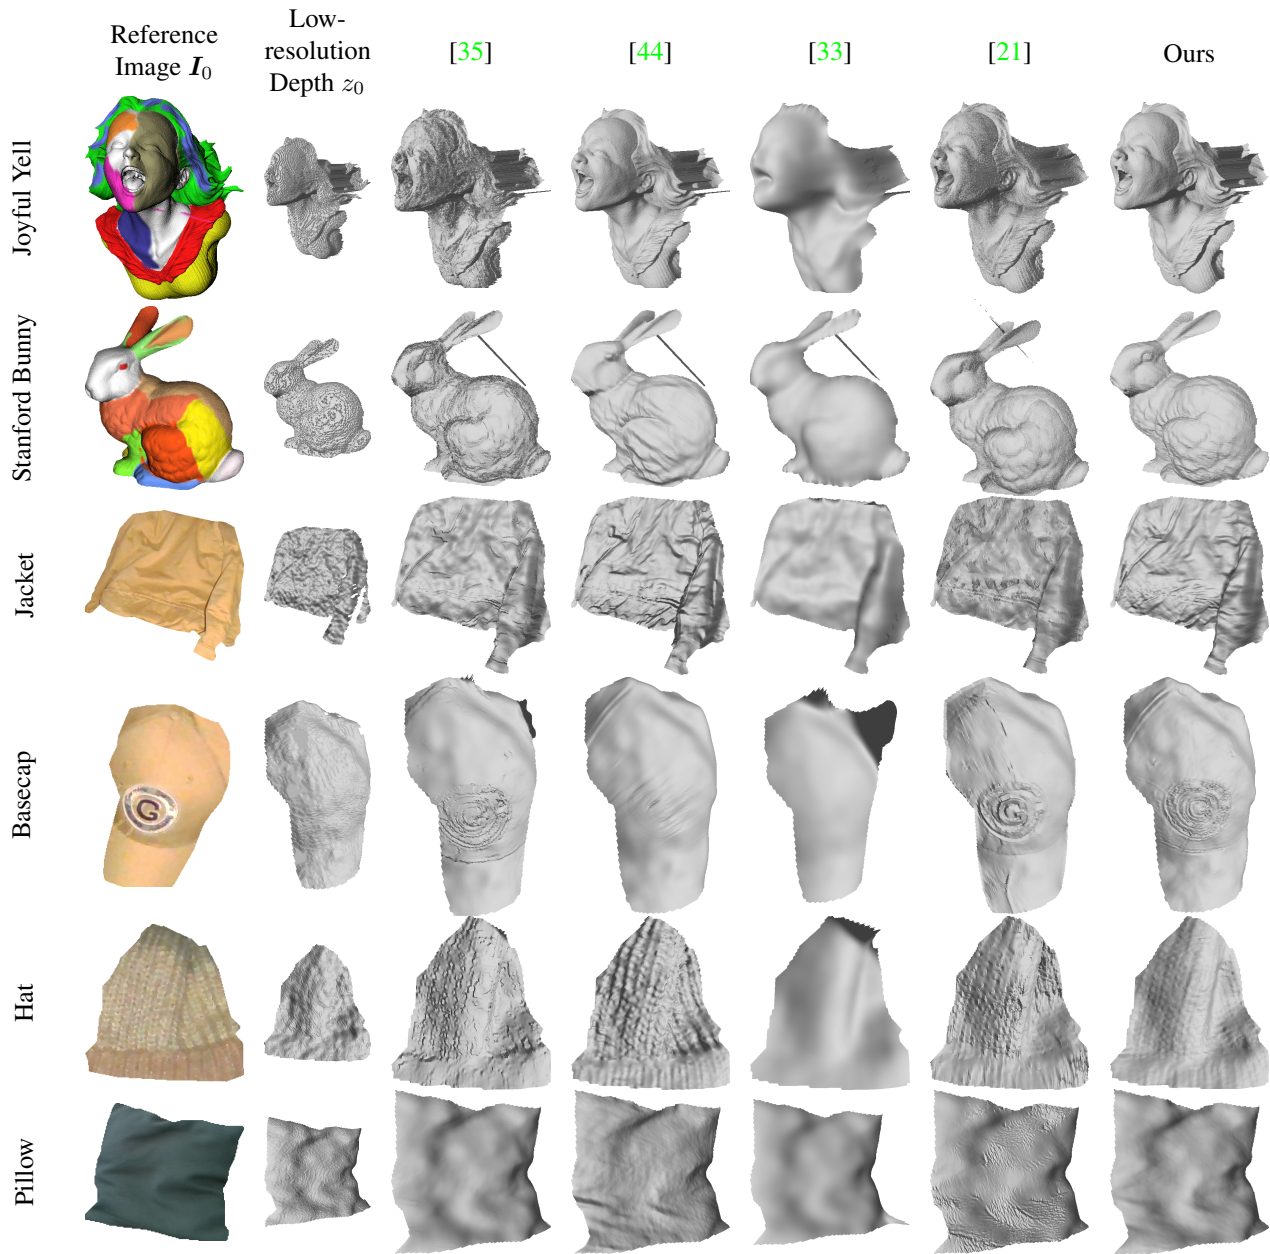 Reference
Image I₀
Low-
resolution
Depth z₀
[35]
[44]
[33]
[21]
Ours
Joyful Yell
Stanford Bunny
Jacket
Basecap
G
G
Hat
Pillow